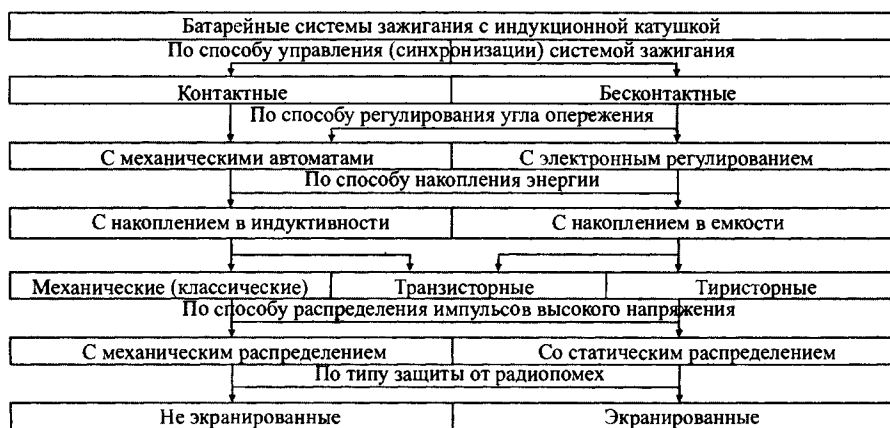 Батарейные системы зажигания с индукционной катушкой
По способу управления (синхронизации) системой зажигания
Контактные
Бесконтактные
По способу регулирования угла опережения
С механическими автоматами
С электронным регулированием
По способу накопления энергии
С накоплением в индуктивности
С накоплением в емкости
Механические (классические)
Транзисторные
Тиристорные
По способу распределения импульсов высокого напряжения
С механическим распределением
Со статическим распределением
По типу защиты от радиопомех
Не экранированные
Экранированные